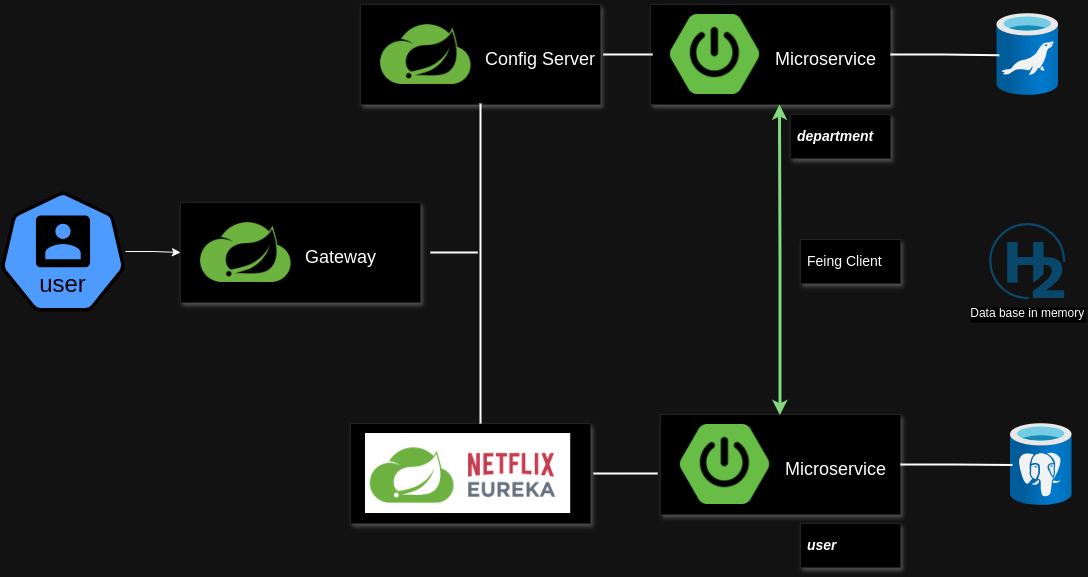 Config Server
Microservice
department
user
Gateway
Feing Client
H2
Data base in memory
NETFLIX
EUREKA
Microservice
user